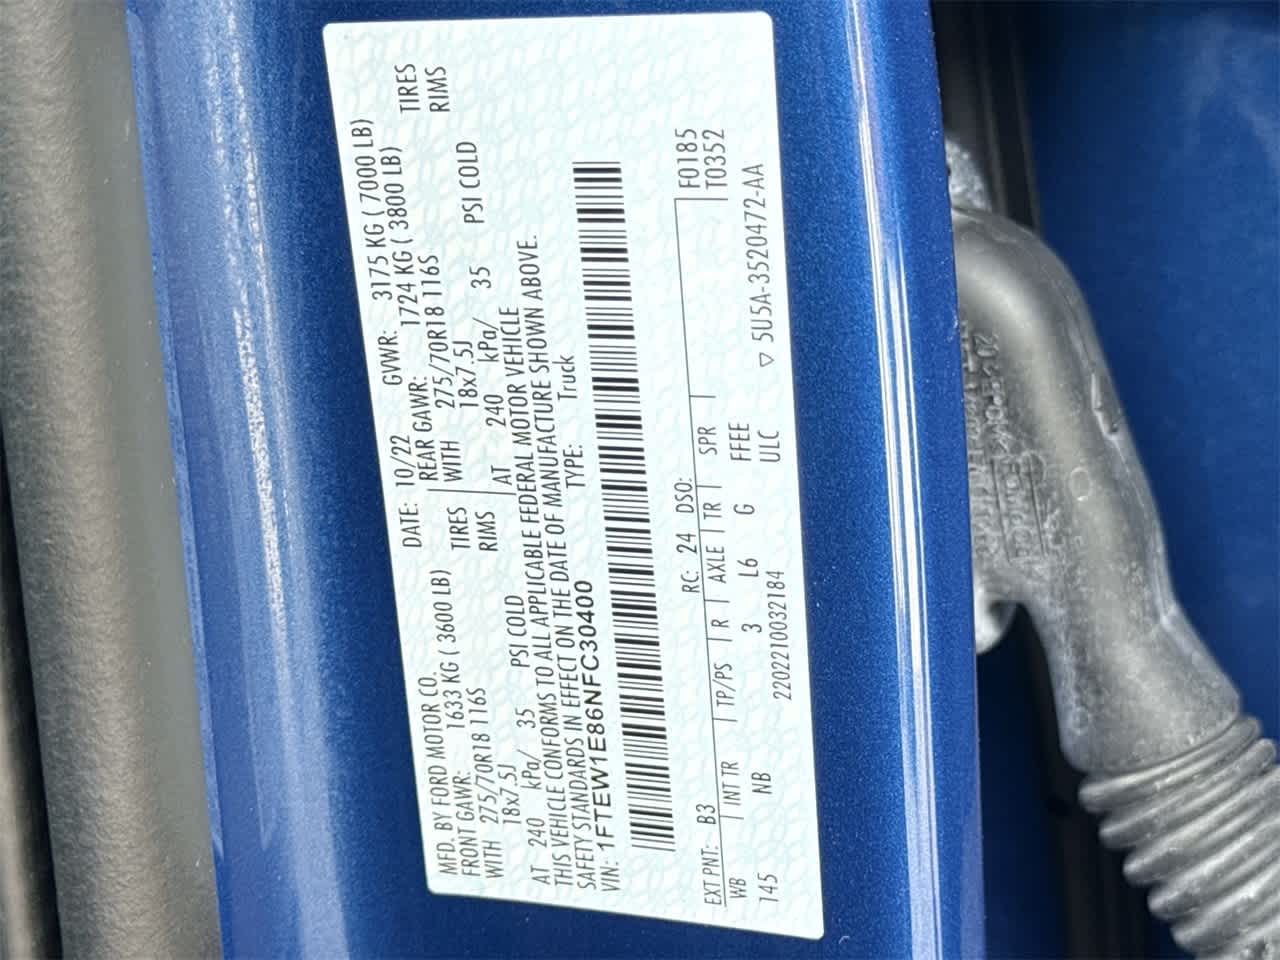 MFD. BY FORD MOTOR CO.
DATE: 10/22 GVWR: 3175 KG ( 7000 LB)
FRONT GAWR: 1633 KG ( 3600 LB) REAR GAWR: 1724 KG ( 3800 LB)
WITH 275/70R18 116S TIRES WITH 275/70R18 116S TIRES
18x7.5J RIMS 18x7.5J RIMS
AT 240 kPa/ 35 PSI COLD AT 240 kPa/ 35 PSI COLD
THIS VEHICLE CONFORMS TO ALL APPLICABLE FEDERAL MOTOR VEHICLE
SAFETY STANDARDS IN EFFECT ON THE DATE OF MANUFACTURE SHOWN ABOVE.
VIN: 1FTEW1E86NFC30400 TYPE: Truck
EXT PNT: B3 RC: 24 DSO: F0185
WB INT TR TP/PS R AXLE TR SPR T0352
145 NB 3 L6 G FFEE
ULC
2202210032184
▽ 5U5A-3520472-AA